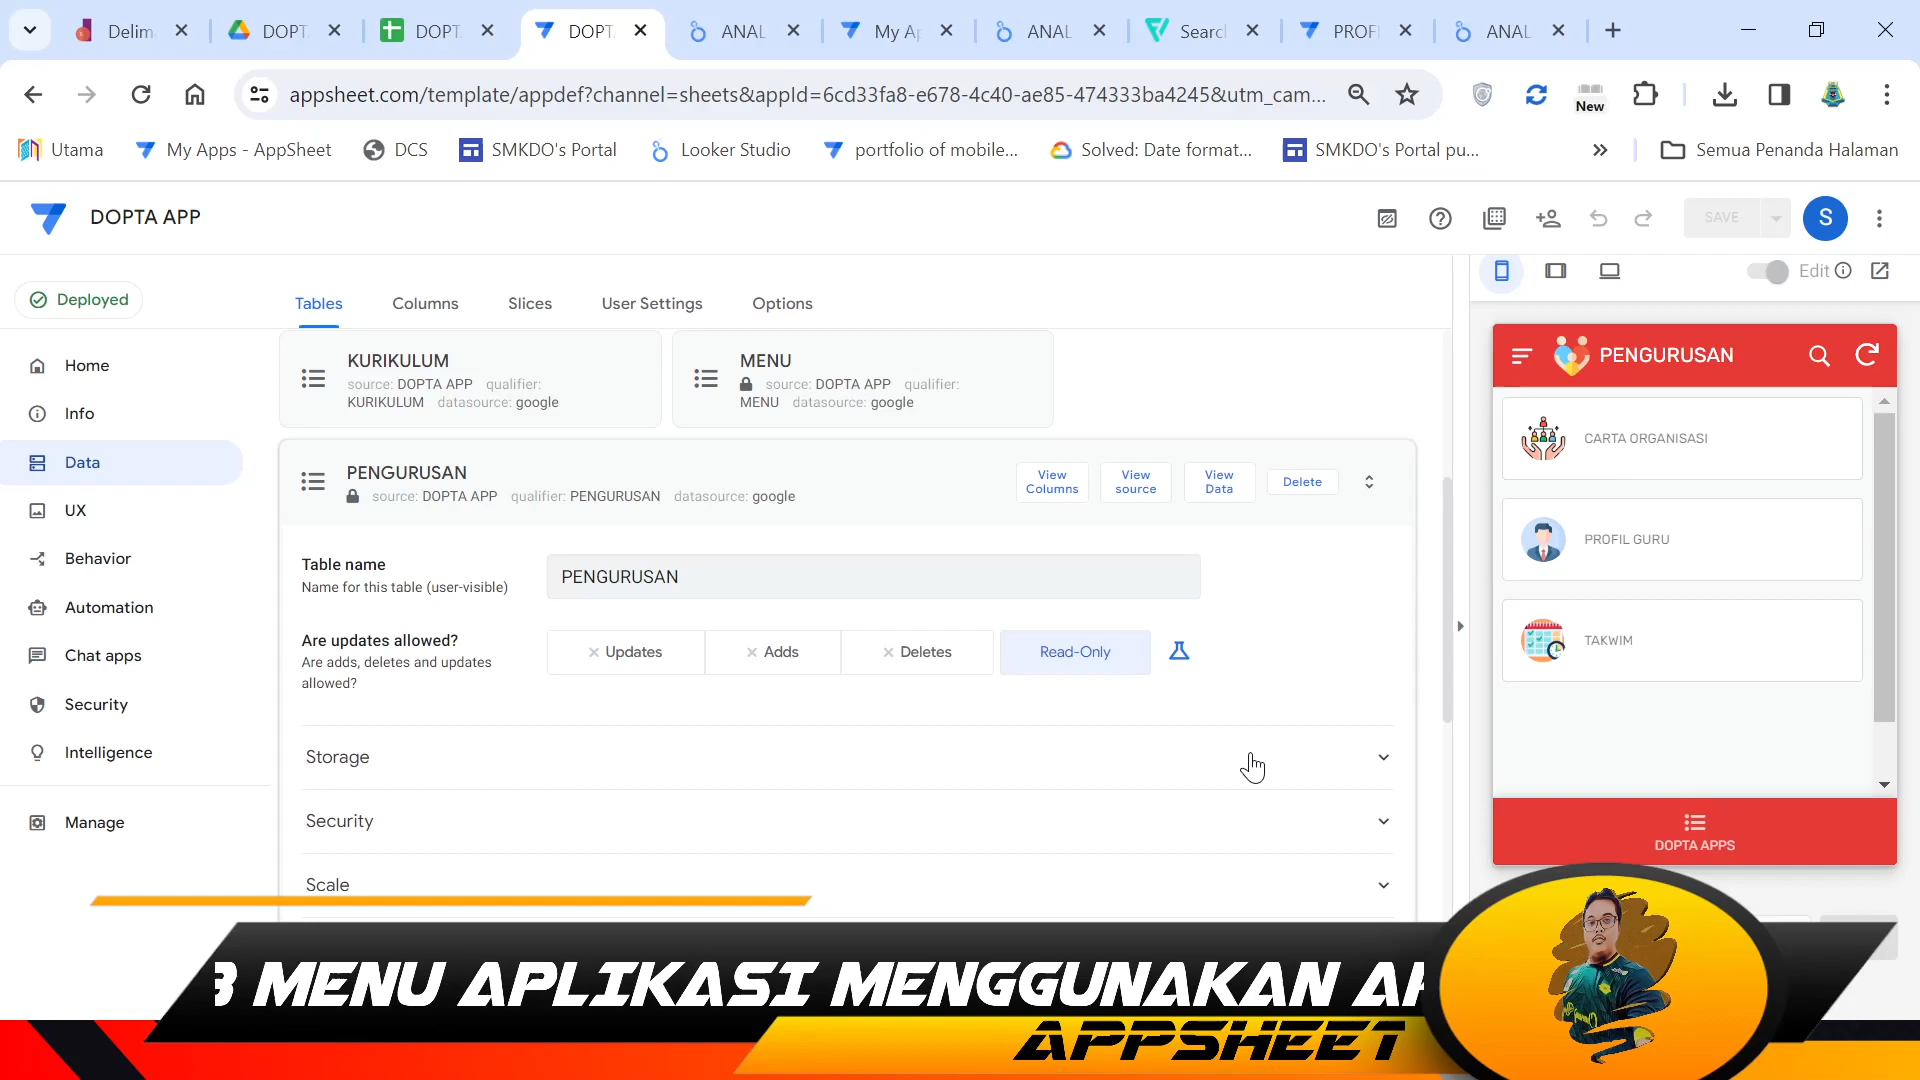 Delim
DOPT
DOPT
DOPT
ANAL
My Ap
ANAL
Searc
PROFI
ANAL
appsheet.com/template/appdef?channel=sheets&appId=6cd33fa8-e678-4c40-ae85-474333ba4245&utm_cam...
New
Utama
My Apps - AppSheet
DCS
SMKDO's Portal
Looker Studio
portfolio of mobile...
Solved: Date format...
SMKDO's Portal pu...
Semua Penanda Halaman
DOPTA APP
SAVE
S
Deployed
Tables
Columns
Slices
User Settings
Options
Edit
Home
Info
Data
UX
Behavior
Automation
Chat apps
Security
Intelligence
Manage
KURIKULUM
source: DOPTA APP qualifier:
KURIKULUM datasource: google
MENU
source: DOPTA APP qualifier:
MENU datasource: google
PENGURUSAN
source: DOPTA APP qualifier: PENGURUSAN datasource: google
View Columns
View source
View Data
Delete
Table name
Name for this table (user-visible)
PENGURUSAN
Are updates allowed?
Are adds, deletes and updates
allowed?
Updates
Adds
Deletes
Read-Only
Storage
Security
Scale
PENGURUSAN
CARTA ORGANISASI
PROFIL GURU
TAKWIM
DOPTA APPS
3 MENU APLIKASI MENGGUNAKAN AP
APPSHEET